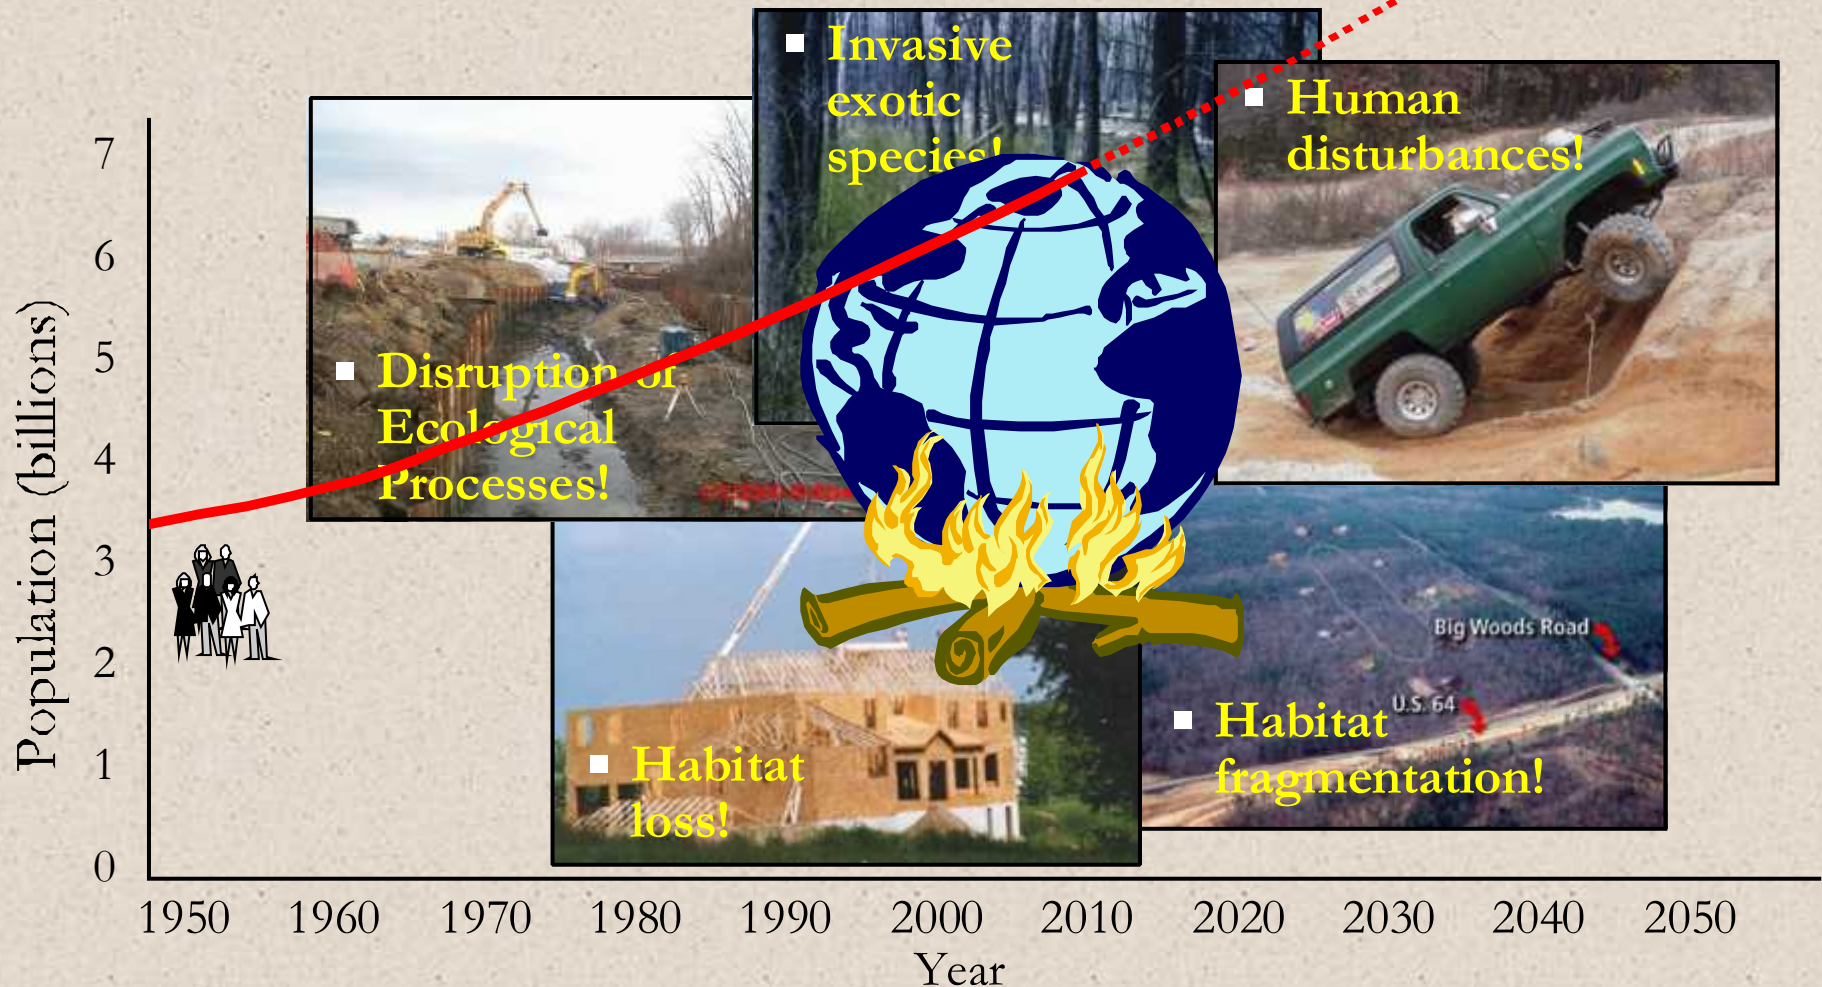 Invasive
exotic
species!
Human
disturbances!
Disruption of
Ecological
Processes!
Habitat
loss!
Big Woods Road
U.S. 64
Habitat
fragmentation!
Population (billions)
7
6
5
4
3
2
1
0
1950 1960 1970 1980 1990 2000 2010 2020 2030 2040 2050
Year